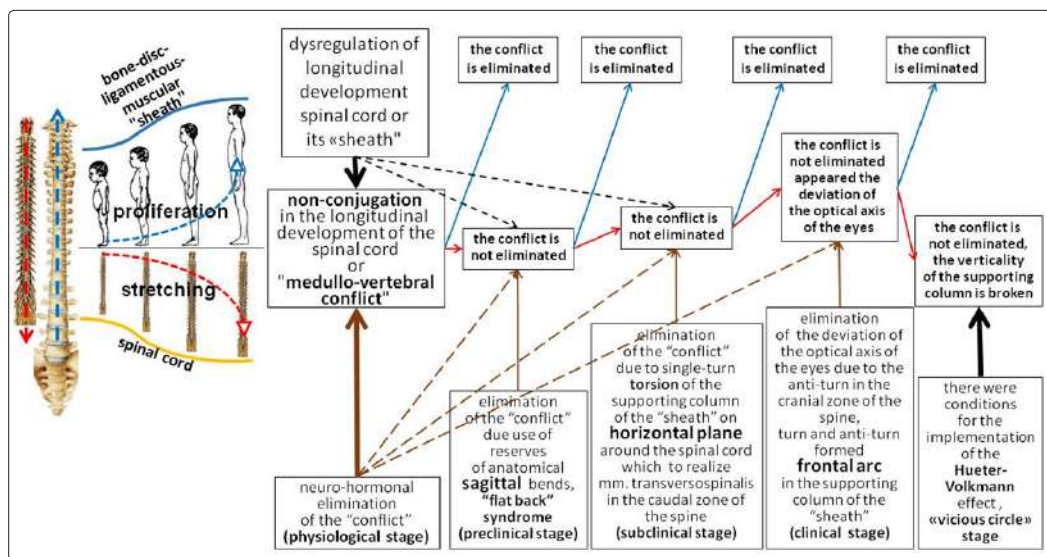 bone-disc-
ligamentous-
muscular
"sheath"
proliferation
stretching
spinal cord
dysregulation of
longitudinal
development
spinal cord or
its «sheath"
non-conjugation
in the longitudinal
development of the
spinal cord
or
"medullo-vertebral
conflict"
neuro-hormonal
elimination
of the “conflict”
(physiological stage)
the conflict
is eliminated
the conflict
is eliminated
the conflict
is eliminated
the conflict
is eliminated
the conflict is
not eliminated
the conflict is
not eliminated
the conflict is
not eliminated
appeared the
deviation of
the optical axis
of the eyes
the conflict is
not eliminated,
the verticality
of the supporting
column is broken
elimination
of the “conflict”
due use of
reserves
of anatomical
sagittal bends,
“flat back”
syndrome
(preclinical stage)
elimination
of the “conflict”
due to single-turn
torsion of the
supporting column
of the “sheath” on
horizontal plane
around the spinal cord
which to realize
mm. transversospinalis
in the caudal zone of
the spine
(subclinical stage)
elimination
of the deviation of
the optical axis of
the eyes due to the
anti-turn in the
cranial zone of the
spine,
turn and anti-turn
formed
frontal arc
in the supporting
column of the
“sheath”
(clinical stage)
there were
conditions
for the
implementation
of the
Hueter-
Volkmann
effect,
«vicious circle»
stage